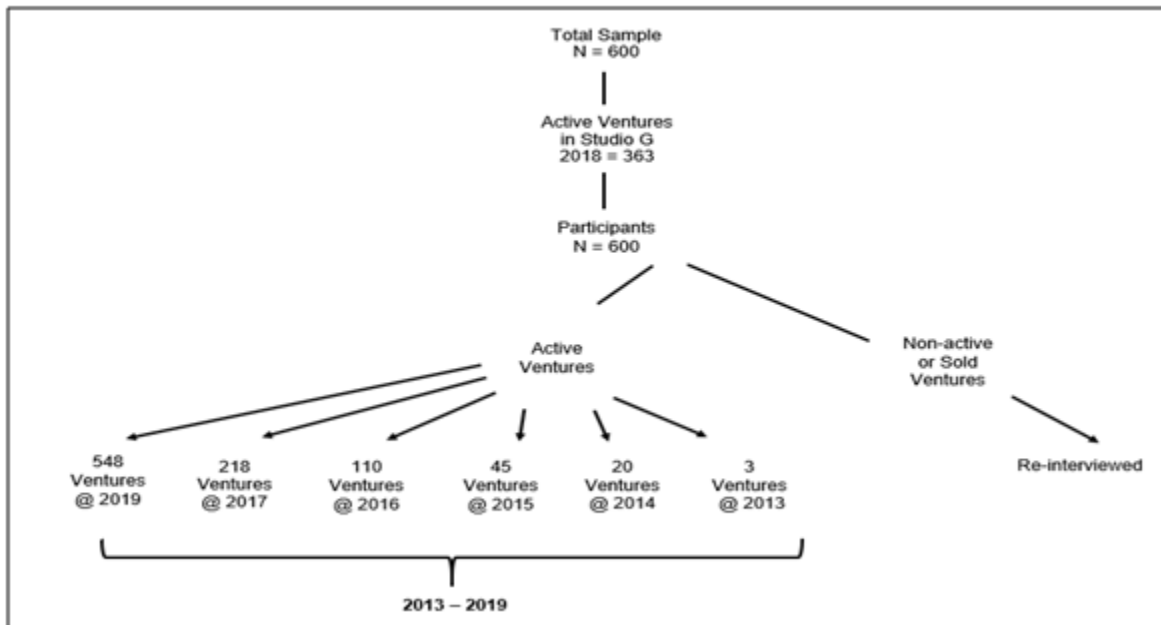 Total Sample
N = 600
Active Ventures
in Studio G
2018 = 363
Participants
N = 600
Active
Ventures
Non-active
or Sold
Ventures
548
Ventures
@ 2019
218
Ventures
@ 2017
110
Ventures
@ 2016
45
Ventures
@ 2015
20
Ventures
@ 2014
3
Ventures
@ 2013
Re-interviewed
2013 – 2019